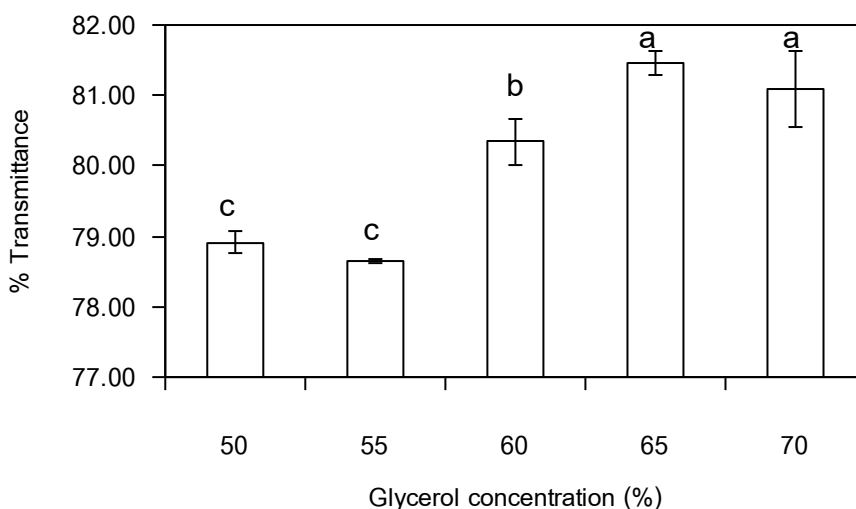 82.00
81.00
80.00
79.00
78.00
77.00
% Transmittance
c
c
b
a
a
50 55 60 65 70
Glycerol concentration (%)